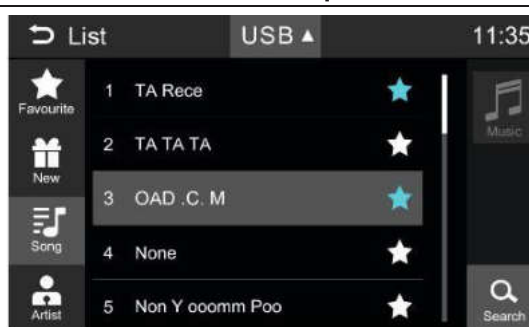 List USB 11:35
Favourite
1 TA Rece
Music
2 TA TA TA
New
3 OAD .C. M
Song
4 None
Artist
5 Non Y ooomm Poo
Search